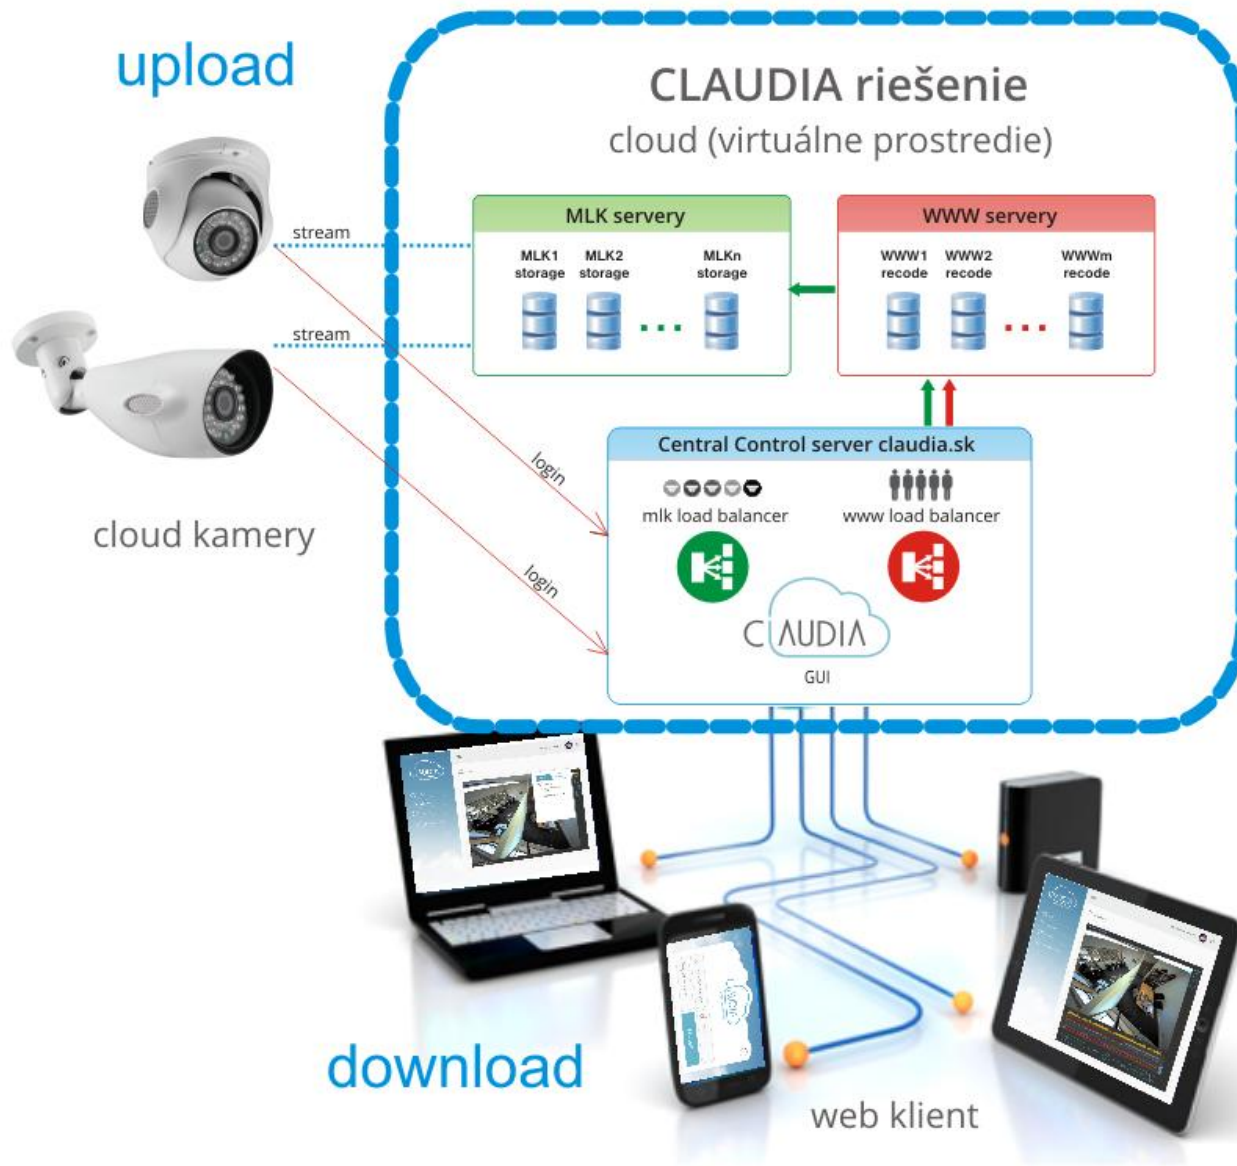 upload
CLAUDIA riešenie
cloud (virtuálne prostredie)
stream
stream
login
login
cloud kamery
MLK servery
MLK1 storage
MLK2 storage
MLKn storage
WWW servery
WWW1 recode
WWW2 recode
WWWm recode
Central Control server claudia.sk
mlk load balancer
www load balancer
CLAUDIA
GUI
download
web klient